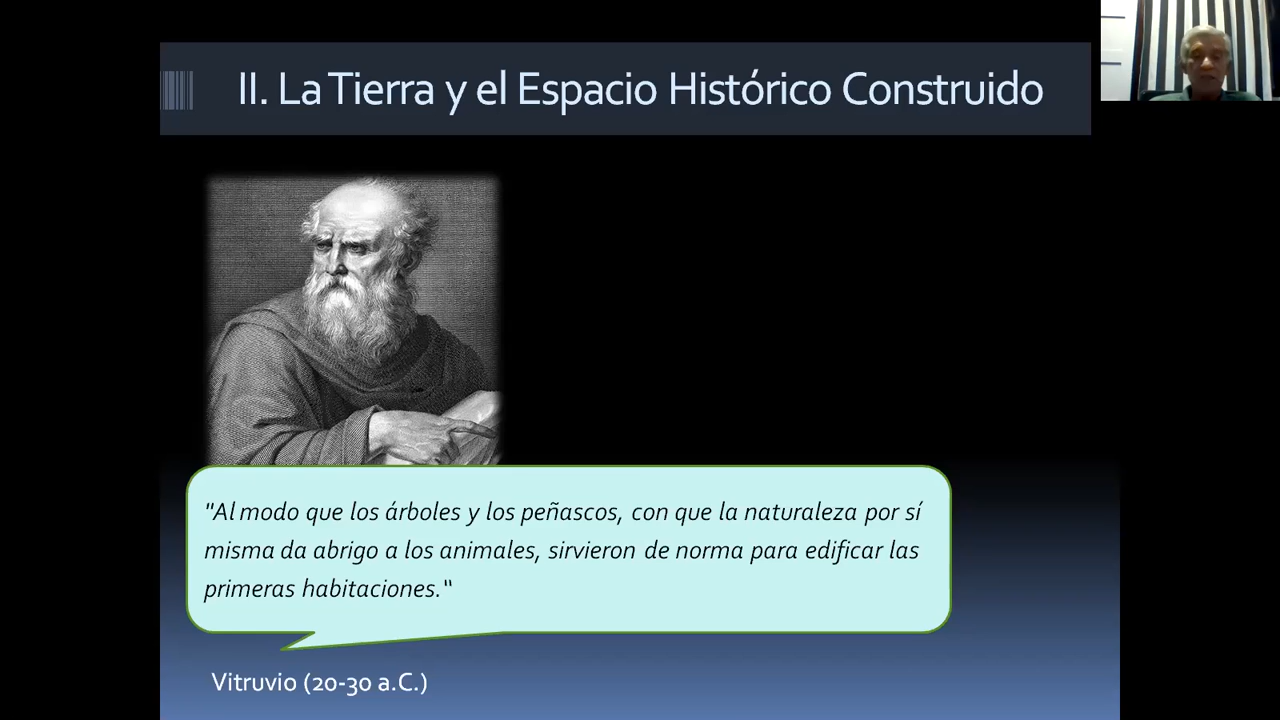 II. La Tierra y el Espacio Histórico Construido
"Al modo que los árboles y los peñascos, con que la naturaleza por sí
misma da abrigo a los animales, sirvieron de norma para edificar las
primeras habitaciones."
Vitruvio (20-30 a.C.)